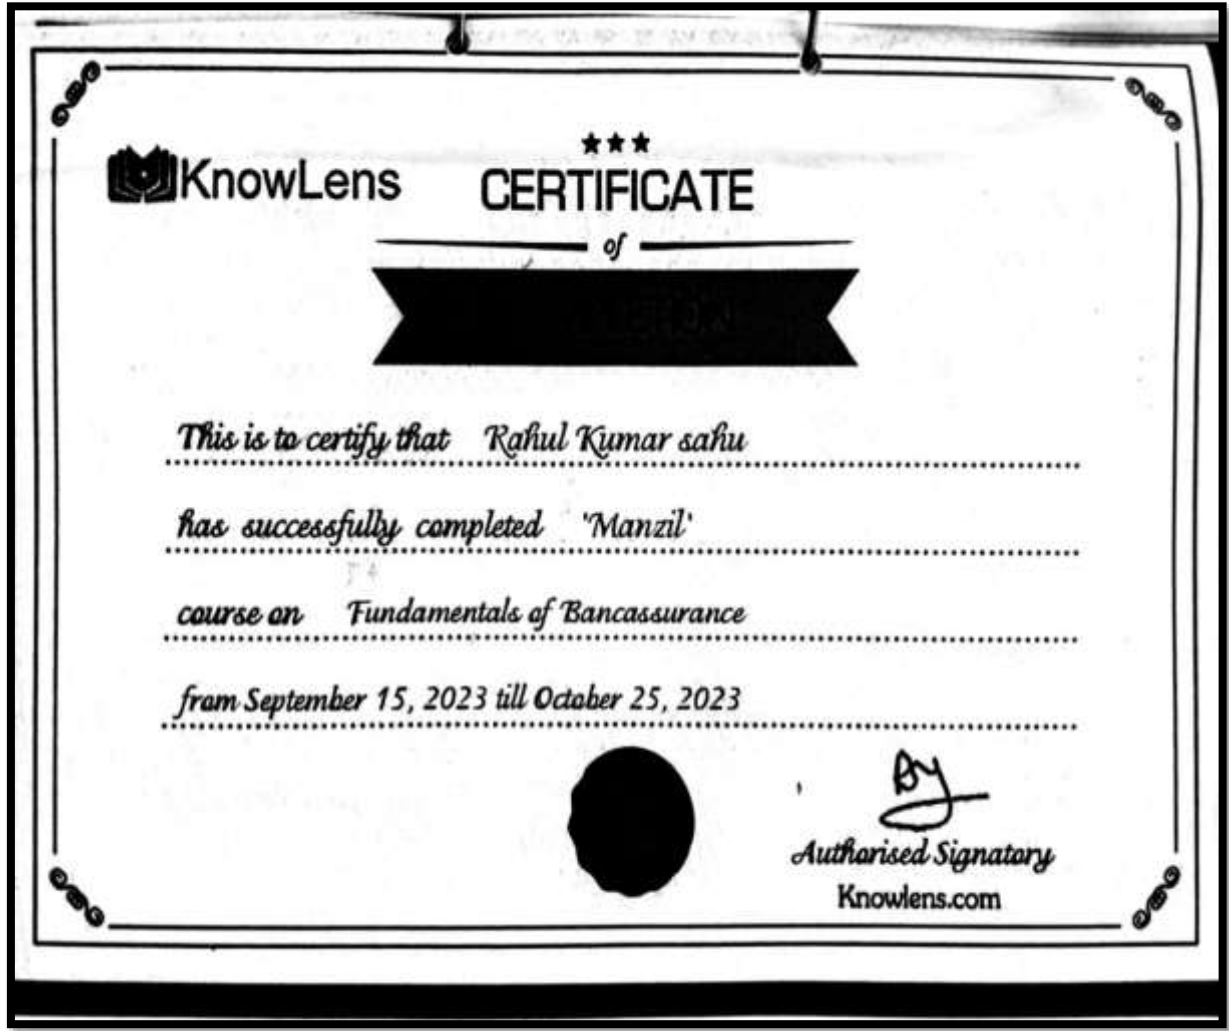 KnowLens
CERTIFICATE
of
This is to certify that Rahul Kumar sahu
has successfully completed 'Manzil'
course on Fundamentals of Bancassurance
from September 15, 2023 till October 25, 2023
Authorised Signatory
Knowlens.com